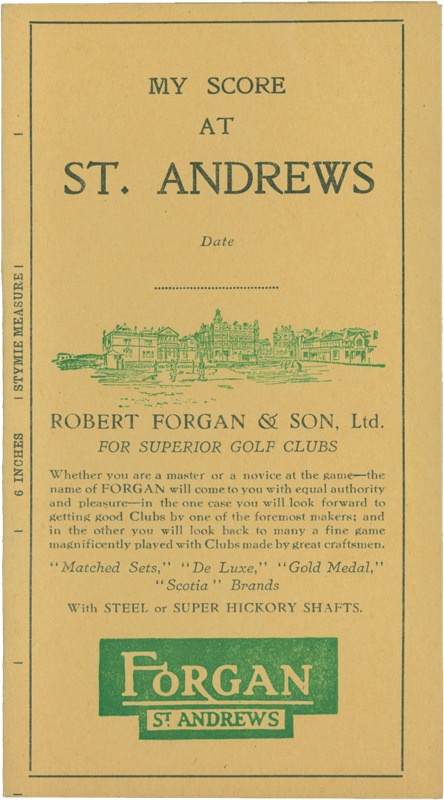 MY SCORE
AT
ST. ANDREWS
Date
ROBERT FORGAN & SON, Ltd.
FOR SUPERIOR GOLF CLUBS
Whether you are a master or a novice at the game—the
name of FORGAN will come to you with equal authority
and pleasure—in the one case you will look forward to
getting good Clubs by one of the foremost makers; and
in the other you will look back to many a fine game
magnificently played with Clubs made by great craftsmen.
"Matched Sets," "De Luxe," "Gold Medal,"
"Scotia" Brands
With STEEL or SUPER HICKORY SHAFTS.
FORGAN
ST ANDREWS
6 INCHES | STYMIE MEASURE |